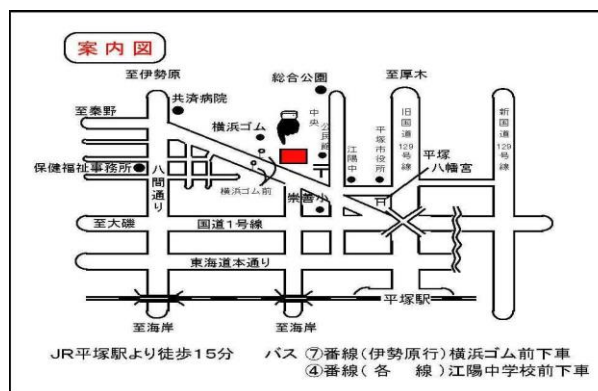 案内図
至伊勢原
総合公園
至厚木
共済病院
至秦野
横浜ゴム
中央公民館
江陽中
平塚市役所
旧国道129号線
新国道129号線
平塚八幡宮
保健福祉事務所
八間通り
横浜ゴム前
崇善小
至大磯
国道1号線
東海道本通り
平塚駅
至海岸
至海岸
JR平塚駅より徒歩15分 バス ⑦番線(伊勢原行)横浜ゴム前下車
④番線(各 線)江陽中学校前下車